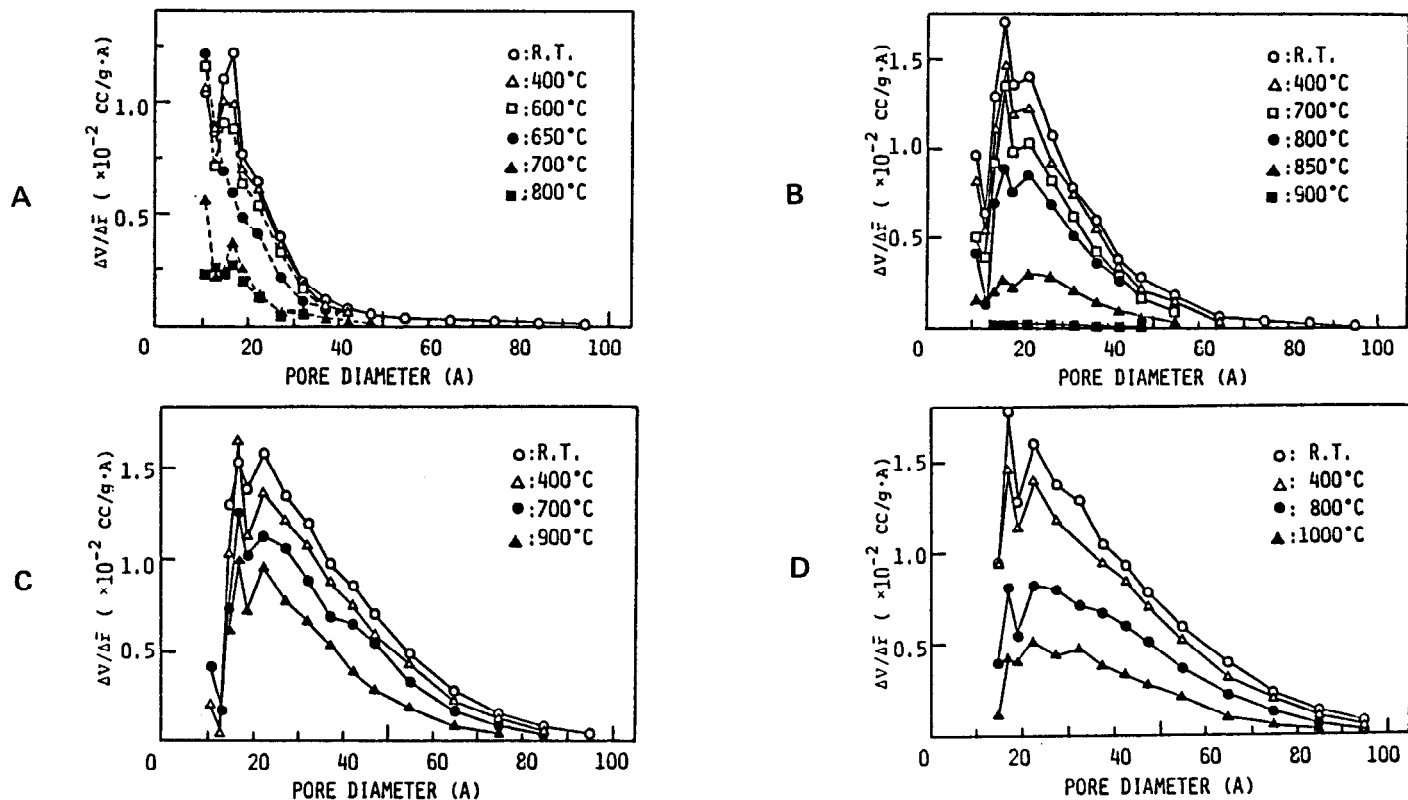 A
ΔV/Δr̄ ( ×10⁻² CC/g·A)
1.0
0.5
○:R.T.
△:400°C
□:600°C
●:650°C
▲:700°C
■:800°C
0 20 40 60 80 100
PORE DIAMETER (A)
B
ΔV/Δr̄ ( ×10⁻² CC/g·A)
1.5
1.0
0.5
○:R.T.
△:400°C
□:700°C
●:800°C
▲:850°C
■:900°C
0 20 40 60 80 100
PORE DIAMETER (A)
C
ΔV/Δr̄ ( ×10⁻² CC/g·A)
1.5
1.0
0.5
○:R.T.
△:400°C
●:700°C
▲:900°C
0 20 40 60 80 100
PORE DIAMETER (A)
D
ΔV/Δr̄ ( ×10⁻² CC/g·A)
1.5
1.0
0.5
○: R.T.
△: 400°C
●: 800°C
▲:1000°C
0 20 40 60 80 100
PORE DIAMETER (A)